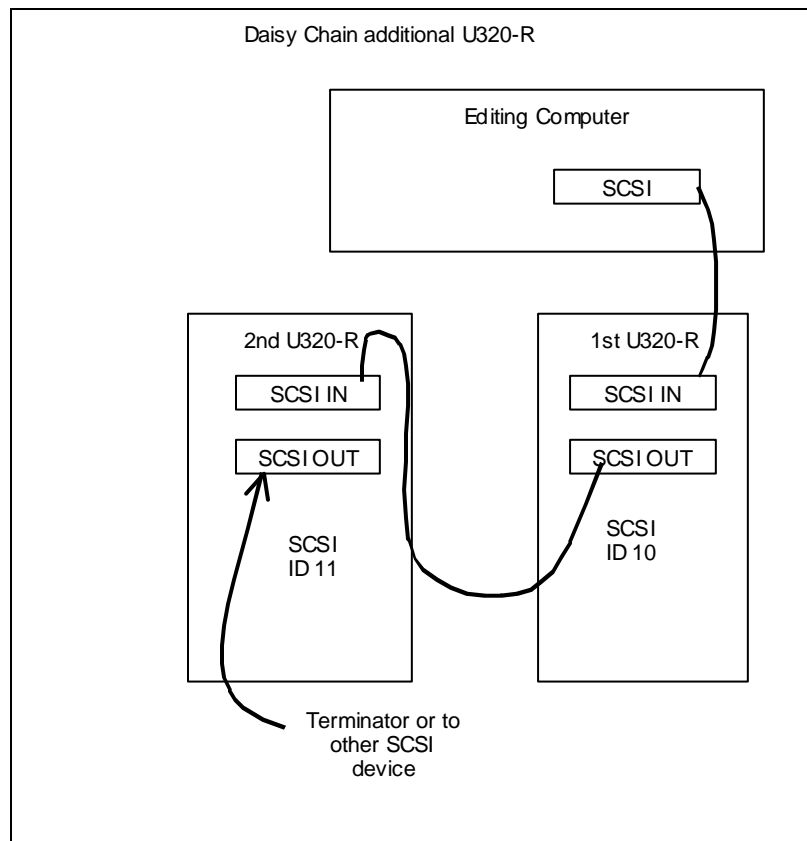 Daisy Chain additional U320-R
Editing Computer
SCSI
2nd U320-R
SCSI IN
SCSI OUT
SCSI
ID 11
1st U320-R
SCSI IN
SCSI OUT
SCSI
ID 10
Terminator or to
other SCSI
device